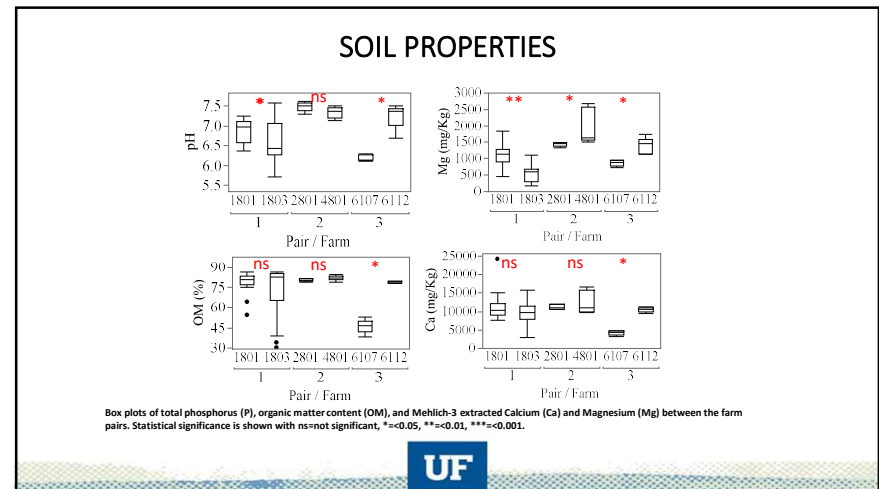 SOIL PROPERTIES
*
ns
*
pH
7.5
7.0
6.5
6.0
5.5
1801 1803 2801 4801 6107 6112
1 2 3
Pair / Farm
** * *
Mg (mg/Kg)
3000
2500
2000
1500
1000
500
0
1801 1803 2801 4801 6107 6112
1 2 3
Pair / Farm
ns ns *
OM (%)
90
75
60
45
30
1801 1803 2801 4801 6107 6112
1 2 3
Pair / Farm
ns ns *
Ca (mg/Kg)
25000
20000
15000
10000
5000
0
1801 1803 2801 4801 6107 6112
1 2 3
Pair / Farm
Box plots of total phosphorus (P), organic matter content (OM), and Mehlich-3 extracted Calcium (Ca) and Magnesium (Mg) between the farm
pairs. Statistical significance is shown with ns=not significant, *=<0.05, **=<0.01, ***=<0.001.
UF